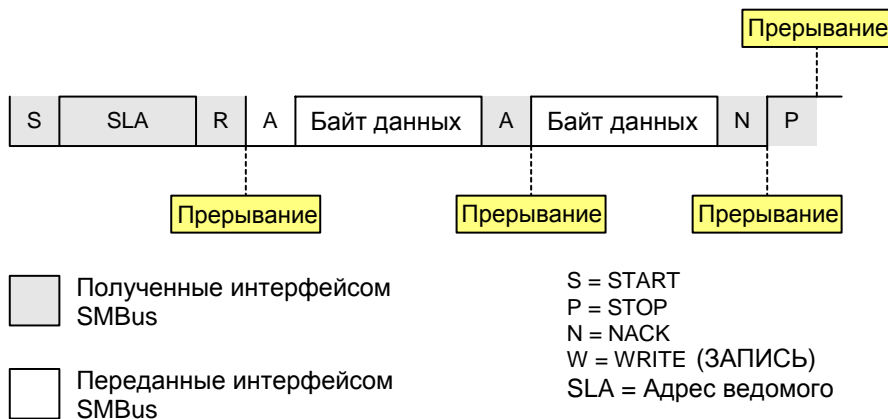 Прерывание
S SLA R A Байт данных A Байт данных N P
Прерывание Прерывание Прерывание
Полученные интерфейсом
SMBus
Переданные интерфейсом
SMBus
S = START
P = STOP
N = NACK
W = WRITE (ЗАПИСЬ)
SLA = Адрес ведомого